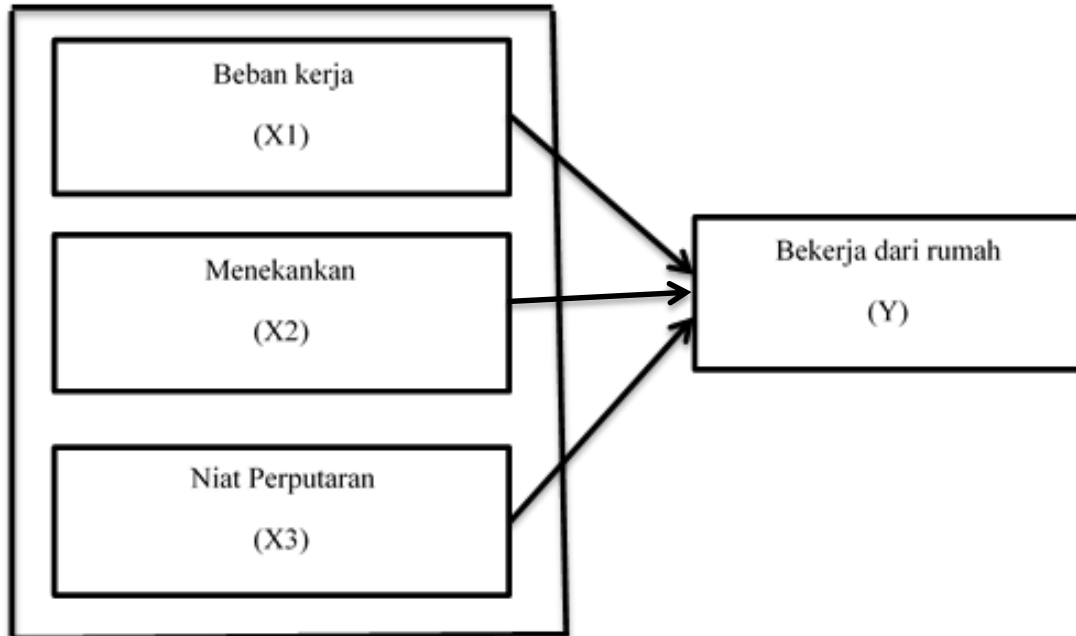 Beban kerja
(X1)
Menekankan
(X2)
Niat Perputaran
(X3)
Bekerja dari rumah
(Y)